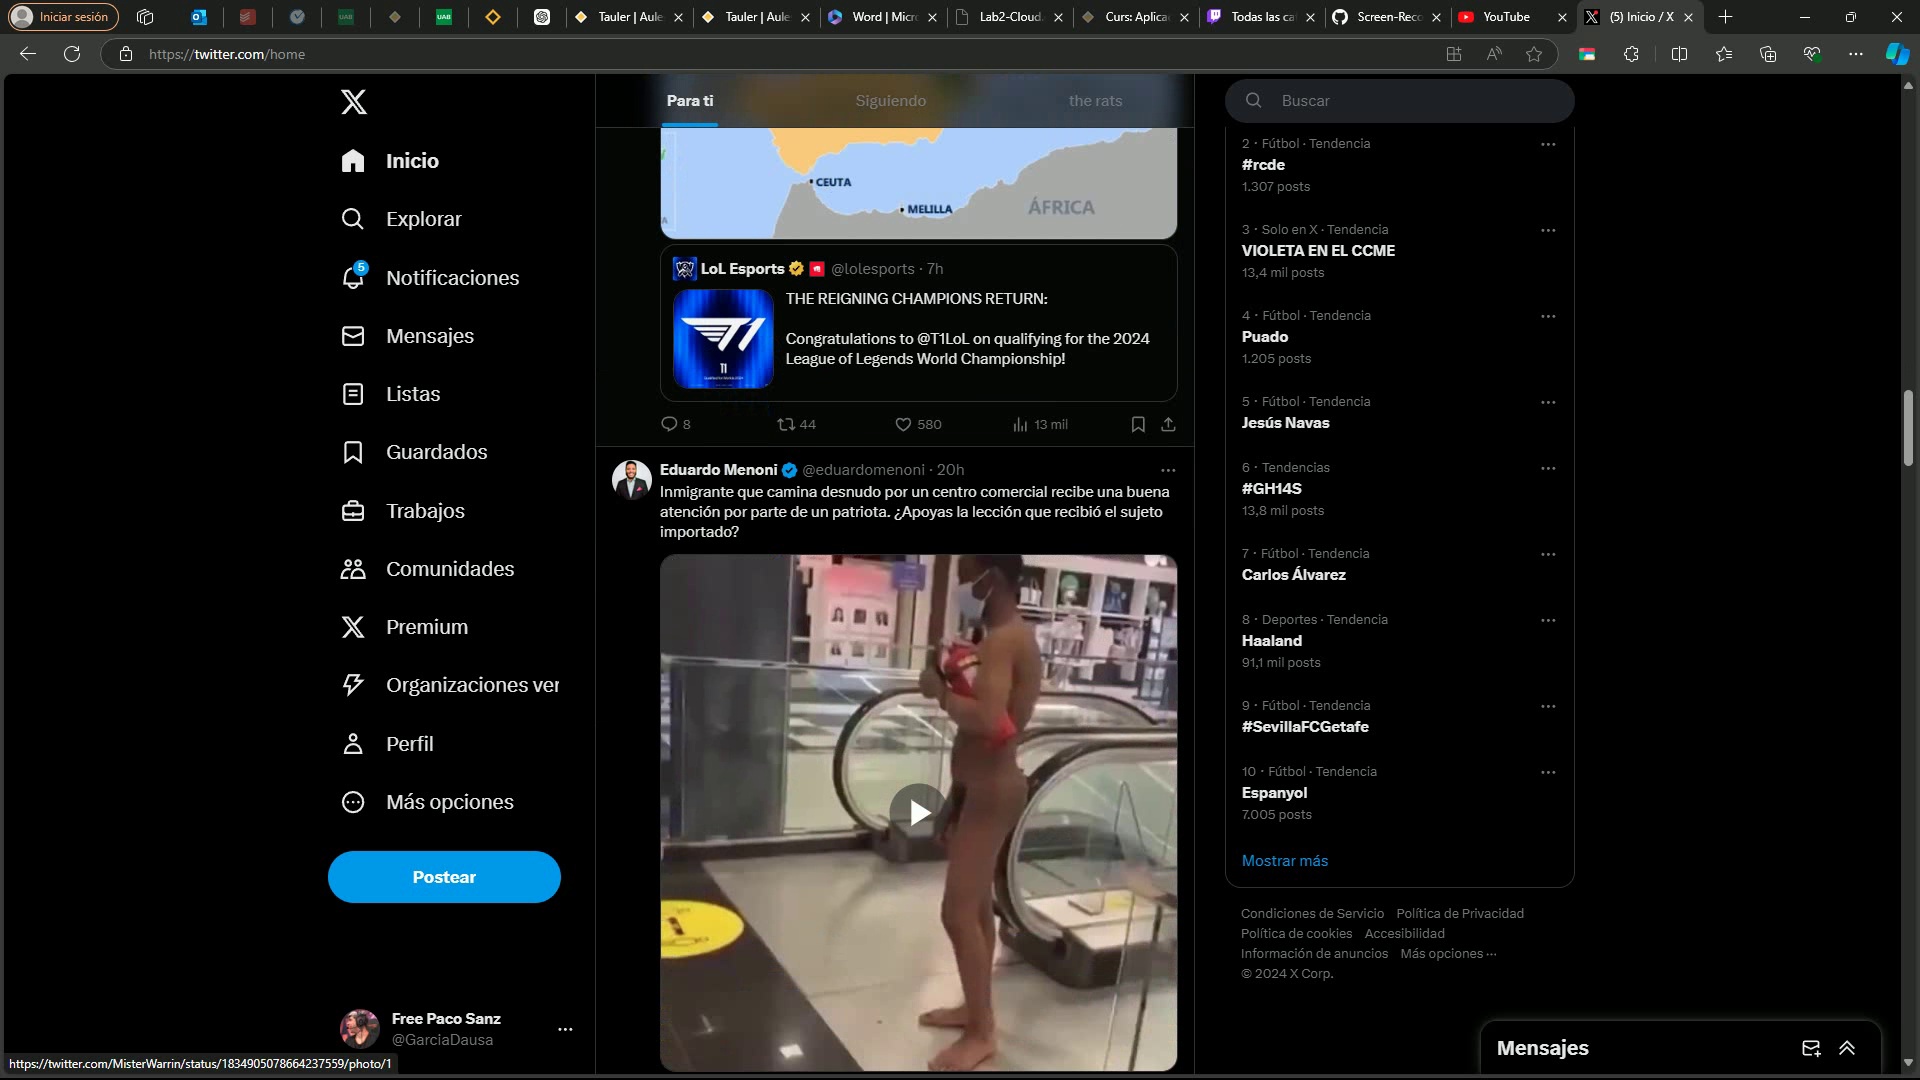 Iniciar sesión
Tauler | Aule
Tauler | Aule
Word | Micr
Lab2-Cloud
Curs: Aplica
Todas las ca
Screen-Reco
YouTube
(5) Inicio / X
https://twitter.com/home
Inicio
Explorar
5
Notificaciones
Mensajes
Listas
Guardados
Trabajos
Comunidades
Premium
Organizaciones ver
Perfil
Más opciones
Postear
Free Paco Sanz
@GarciaDausa
https://twitter.com/MisterWarrin/status/1834905078664237559/photo/1
Para ti
Siguiendo
the rats
CEUTA
MELILLA
ÁFRICA
LoL Esports @lolesports · 7h
THE REIGNING CHAMPIONS RETURN:
Congratulations to @T1LoL on qualifying for the 2024
League of Legends World Championship!
T1
8
44
580
13 mil
Eduardo Menoni @eduardomenoni · 20h
Inmigrante que camina desnudo por un centro comercial recibe una buena
atención por parte de un patriota. ¿Apoyas la lección que recibió el sujeto
importado?
Buscar
2 · Fútbol · Tendencia
#rcde
1.307 posts
3 · Solo en X · Tendencia
VIOLETA EN EL CCME
13,4 mil posts
4 · Fútbol · Tendencia
Puado
1.205 posts
5 · Fútbol · Tendencia
Jesús Navas
6 · Tendencias
#GH14S
13,8 mil posts
7 · Fútbol · Tendencia
Carlos Álvarez
8 · Deportes · Tendencia
Haaland
91,1 mil posts
9 · Fútbol · Tendencia
#SevillaFCGetafe
10 · Fútbol · Tendencia
Espanyol
7.005 posts
Mostrar más
Condiciones de Servicio Política de Privacidad
Política de cookies Accesibilidad
Información de anuncios Más opciones ···
© 2024 X Corp.
Mensajes